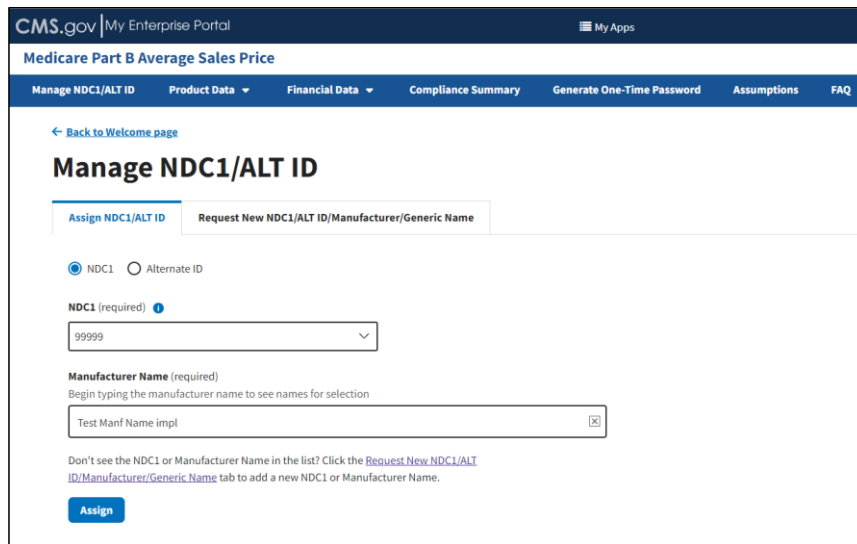 CMS.gov My Enterprise Portal
My Apps
Medicare Part B Average Sales Price
Manage NDC1/ALT ID Product Data Financial Data Compliance Summary Generate One-Time Password Assumptions FAQ
← Back to Welcome page
Manage NDC1/ALT ID
Assign NDC1/ALT ID Request New NDC1/ALT ID/Manufacturer/Generic Name
NDC1 Alternate ID
NDC1 (required) i
99999
Manufacturer Name (required)
Begin typing the manufacturer name to see names for selection
Test Manf Name impl
Don't see the NDC1 or Manufacturer Name in the list? Click the Request New NDC1/ALT
ID/Manufacturer/Generic Name tab to add a new NDC1 or Manufacturer Name.
Assign